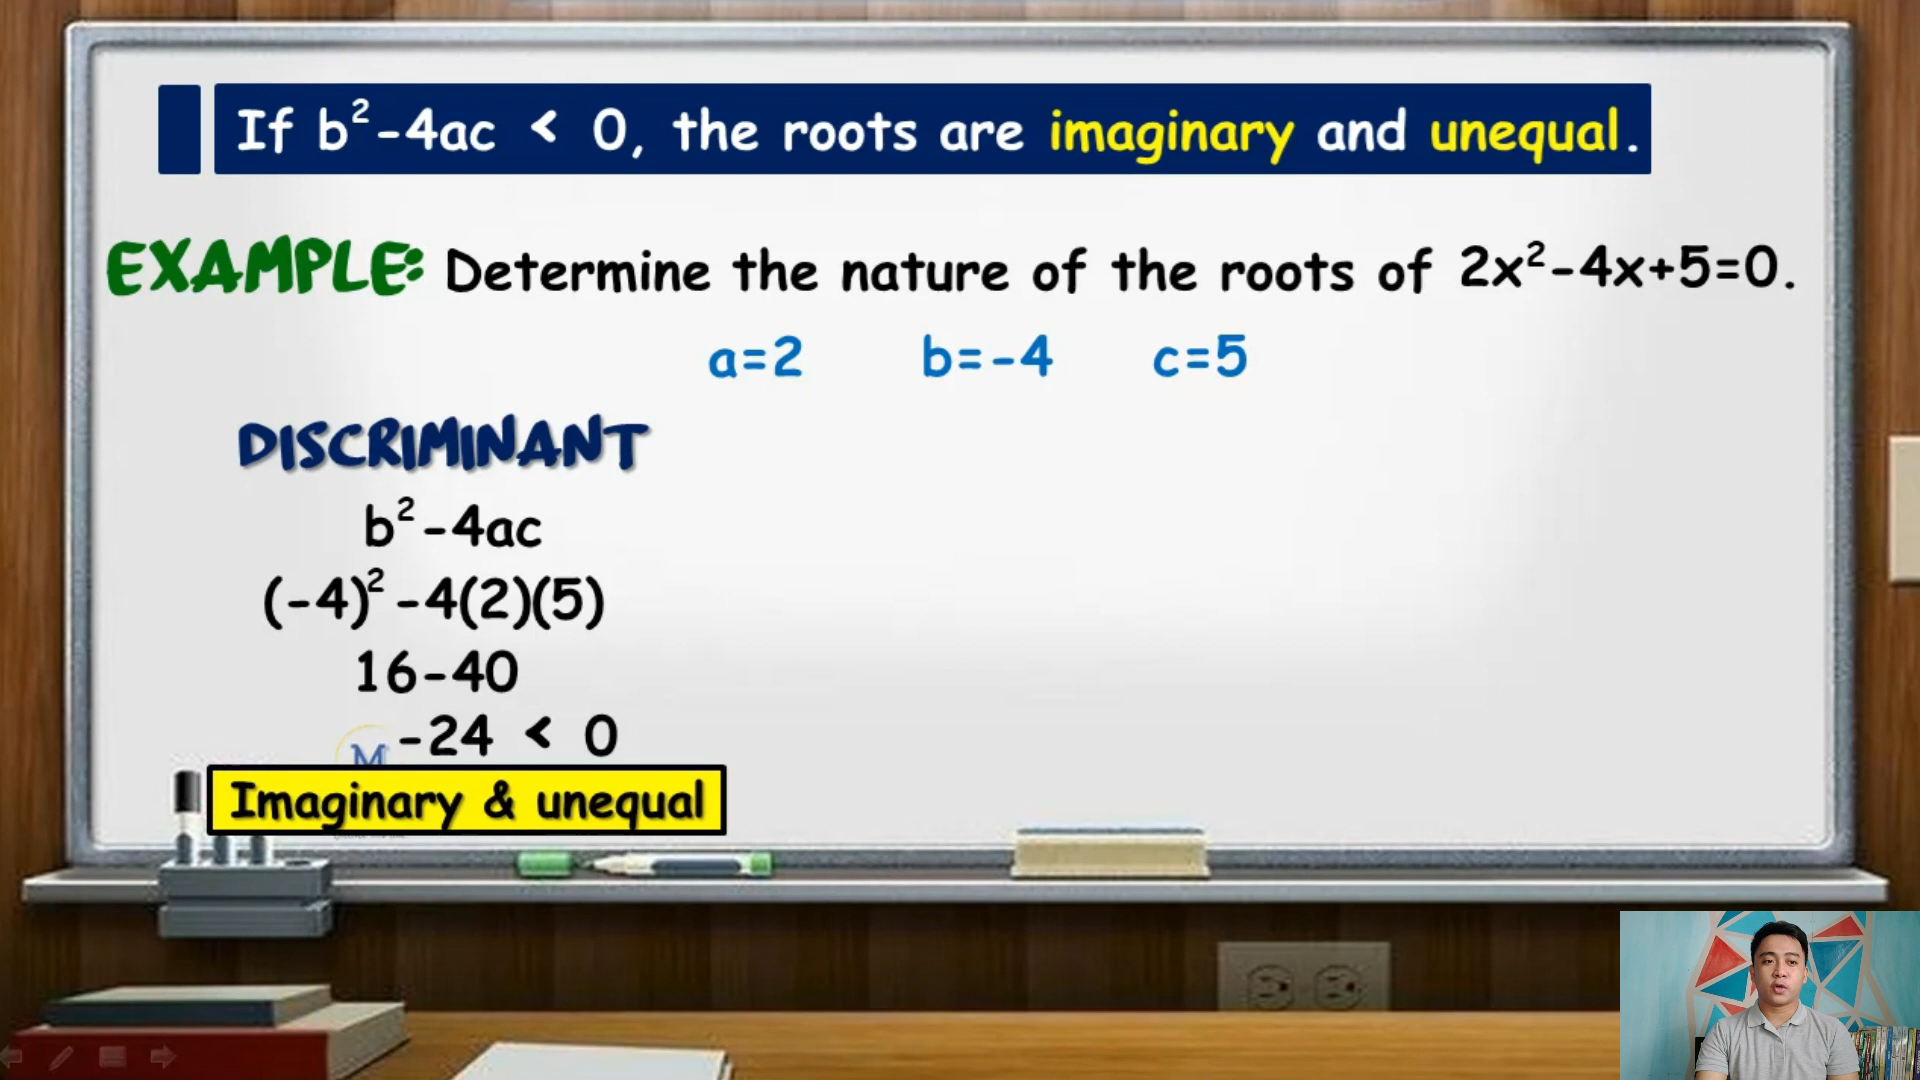 If b²-4ac < 0, the roots are imaginary and unequal.
EXAMPLE: Determine the nature of the roots of 2x²-4x+5=0.
a=2 b=-4 c=5
DISCRIMINANT
b²-4ac
(-4)²-4(2)(5)
16-40
-24 < 0
M
Imaginary & unequal